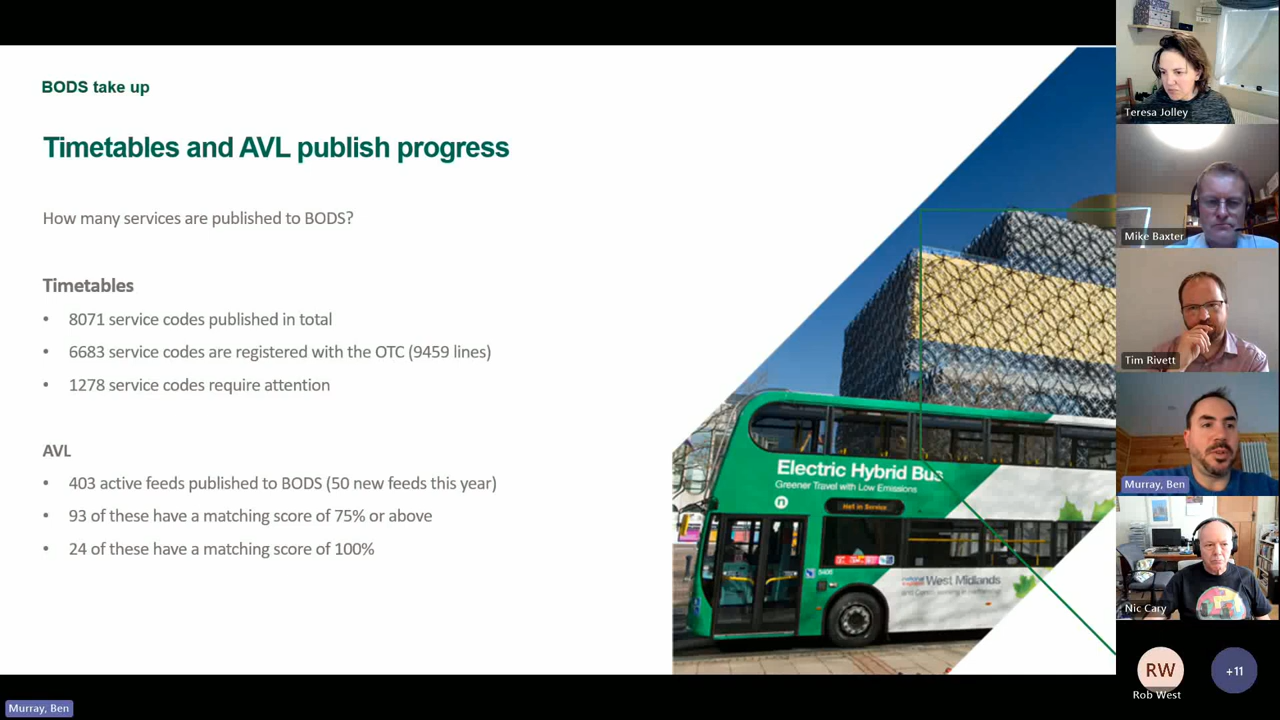 BODS take up
Timetables and AVL publish progress
How many services are published to BODS?
Timetables
• 8071 service codes published in total
• 6683 service codes are registered with the OTC (9459 lines)
• 1278 service codes require attention
AVL
• 403 active feeds published to BODS (50 new feeds this year)
• 93 of these have a matching score of 75% or above
• 24 of these have a matching score of 100%
Electric Hybrid Bus
Greener Travel with Low Emissions
n
Not in Service
West Midlands
Teresa Jolley
Mike Baxter
Tim Rivett
Murray, Ben
Nic Cary
RW
+11
Rob West
Murray, Ben